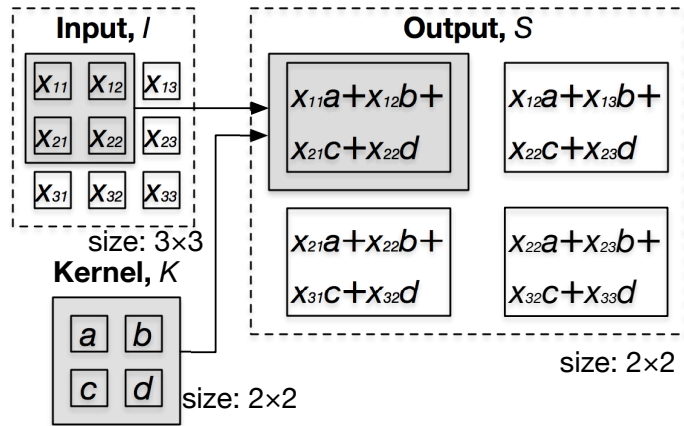 Input, I
x11 x12 x13
x21 x22 x23
x31 x32 x33
size: 3×3
Kernel, K
a b
c d
size: 2×2
Output, S
x11a+x12b+
x21c+x22d
x12a+x13b+
x22c+x23d
x21a+x22b+
x31c+x32d
x22a+x23b+
x32c+x33d
size: 2×2